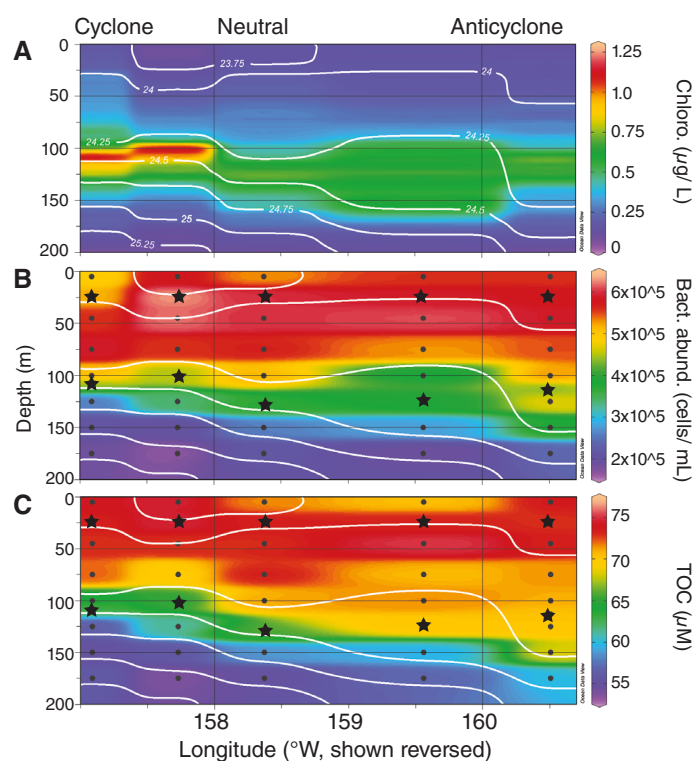 Cyclone Neutral Anticyclone
A
0
50
100
150
200
23.75
24
24
24.25
24.25
24.5
24.75
24.5
25
25.25
Ocean Data View
1.25
1.0
0.75
0.5
0.25
0
Chloro. (µg/ L)
B
0
50
100
150
200
Depth (m)
Ocean Data View
6x10^5
5x10^5
4x10^5
3x10^5
2x10^5
Bact. abund. (cells/ mL)
C
0
50
100
150
200
Ocean Data View
75
70
65
60
55
TOC (µM)
158 159 160
Longitude (°W, shown reversed)